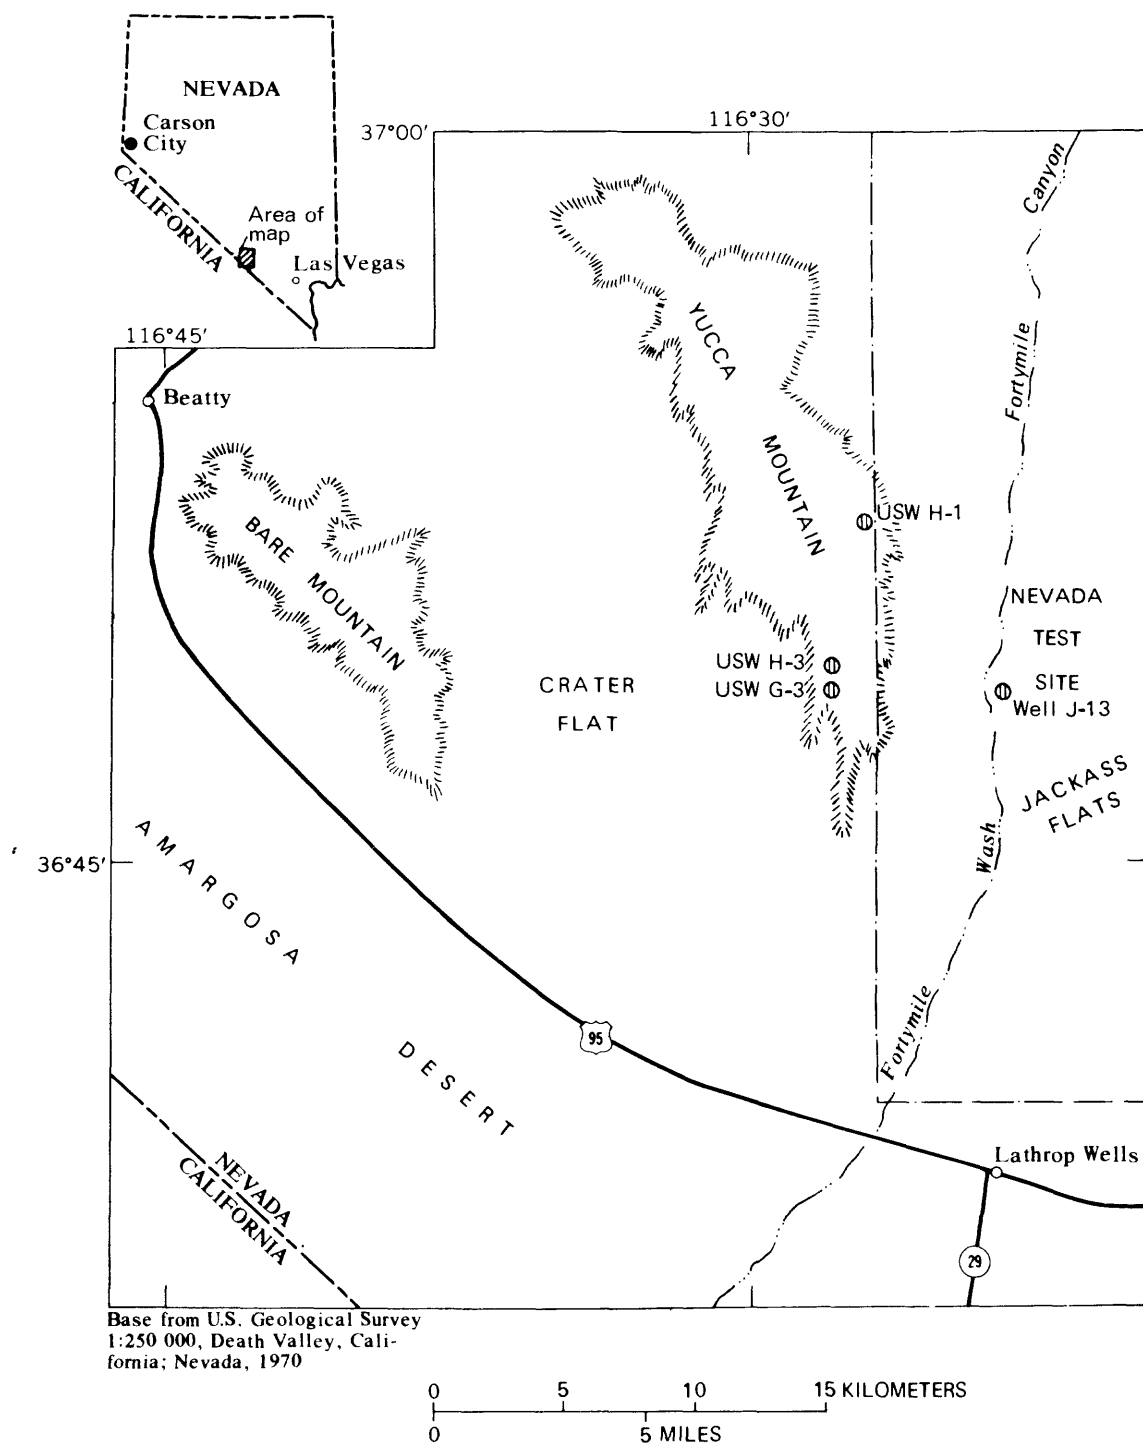 NEVADA
Carson
City
CALIFORNIA
Area of
map
Las Vegas
37°00'
116°30'
116°45'
Beatty
Canyon
Fortymile
YUCCA
MOUNTAIN
USW H-1
BARE
MOUNTAIN
NEVADA
TEST
SITE
Well J-13
USW H-3
USW G-3
CRATER
FLAT
JACKASS
FLATS
Wash
36°45'
AMARGOSA
DESERT
Fortymile
95
Lathrop Wells
NEVADA
CALIFORNIA
29
Base from U.S. Geological Survey
1:250 000, Death Valley, Cali-
fornia; Nevada, 1970
0 5 10 15 KILOMETERS
0 5 MILES